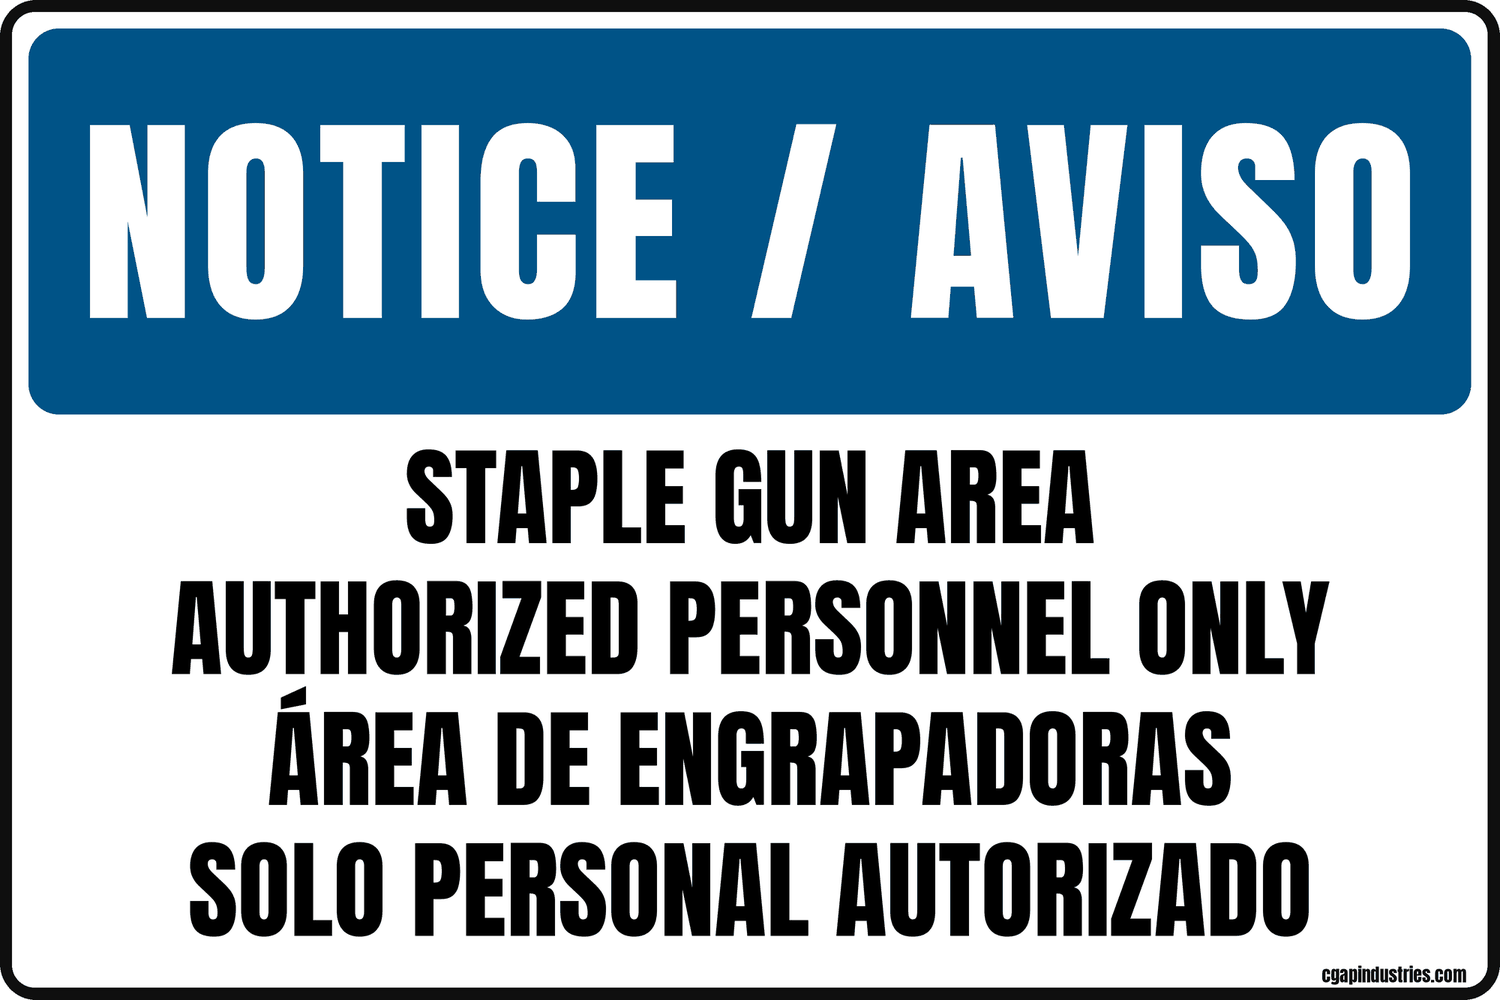 NOTICE / AVISO
STAPLE GUN AREA
AUTHORIZED PERSONNEL ONLY
ÁREA DE ENGRAPADORAS
SOLO PERSONAL AUTORIZADO
cgapindustries.com